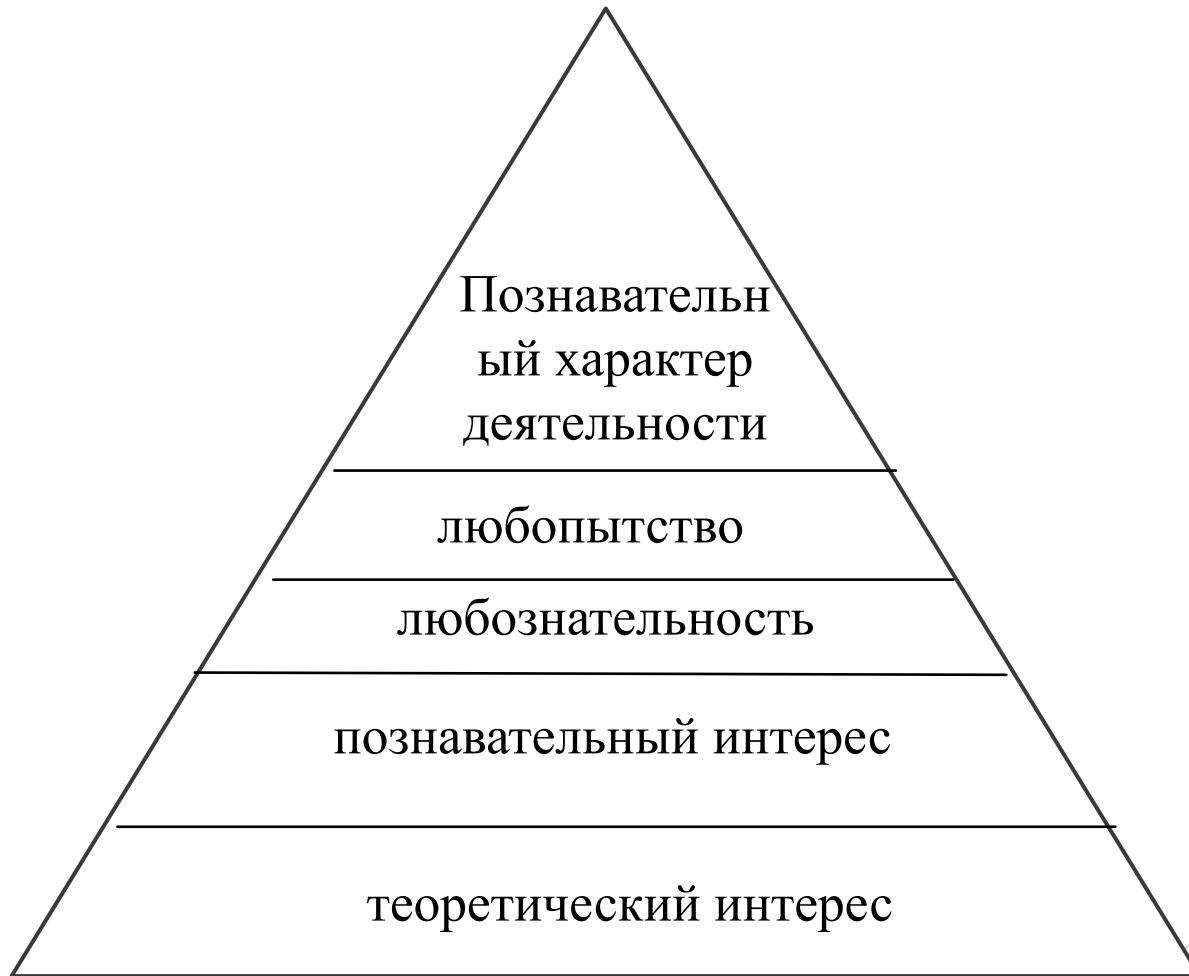 Познавательн
ый характер
деятельности
любопытство
любознательность
познавательный интерес
теоретический интерес